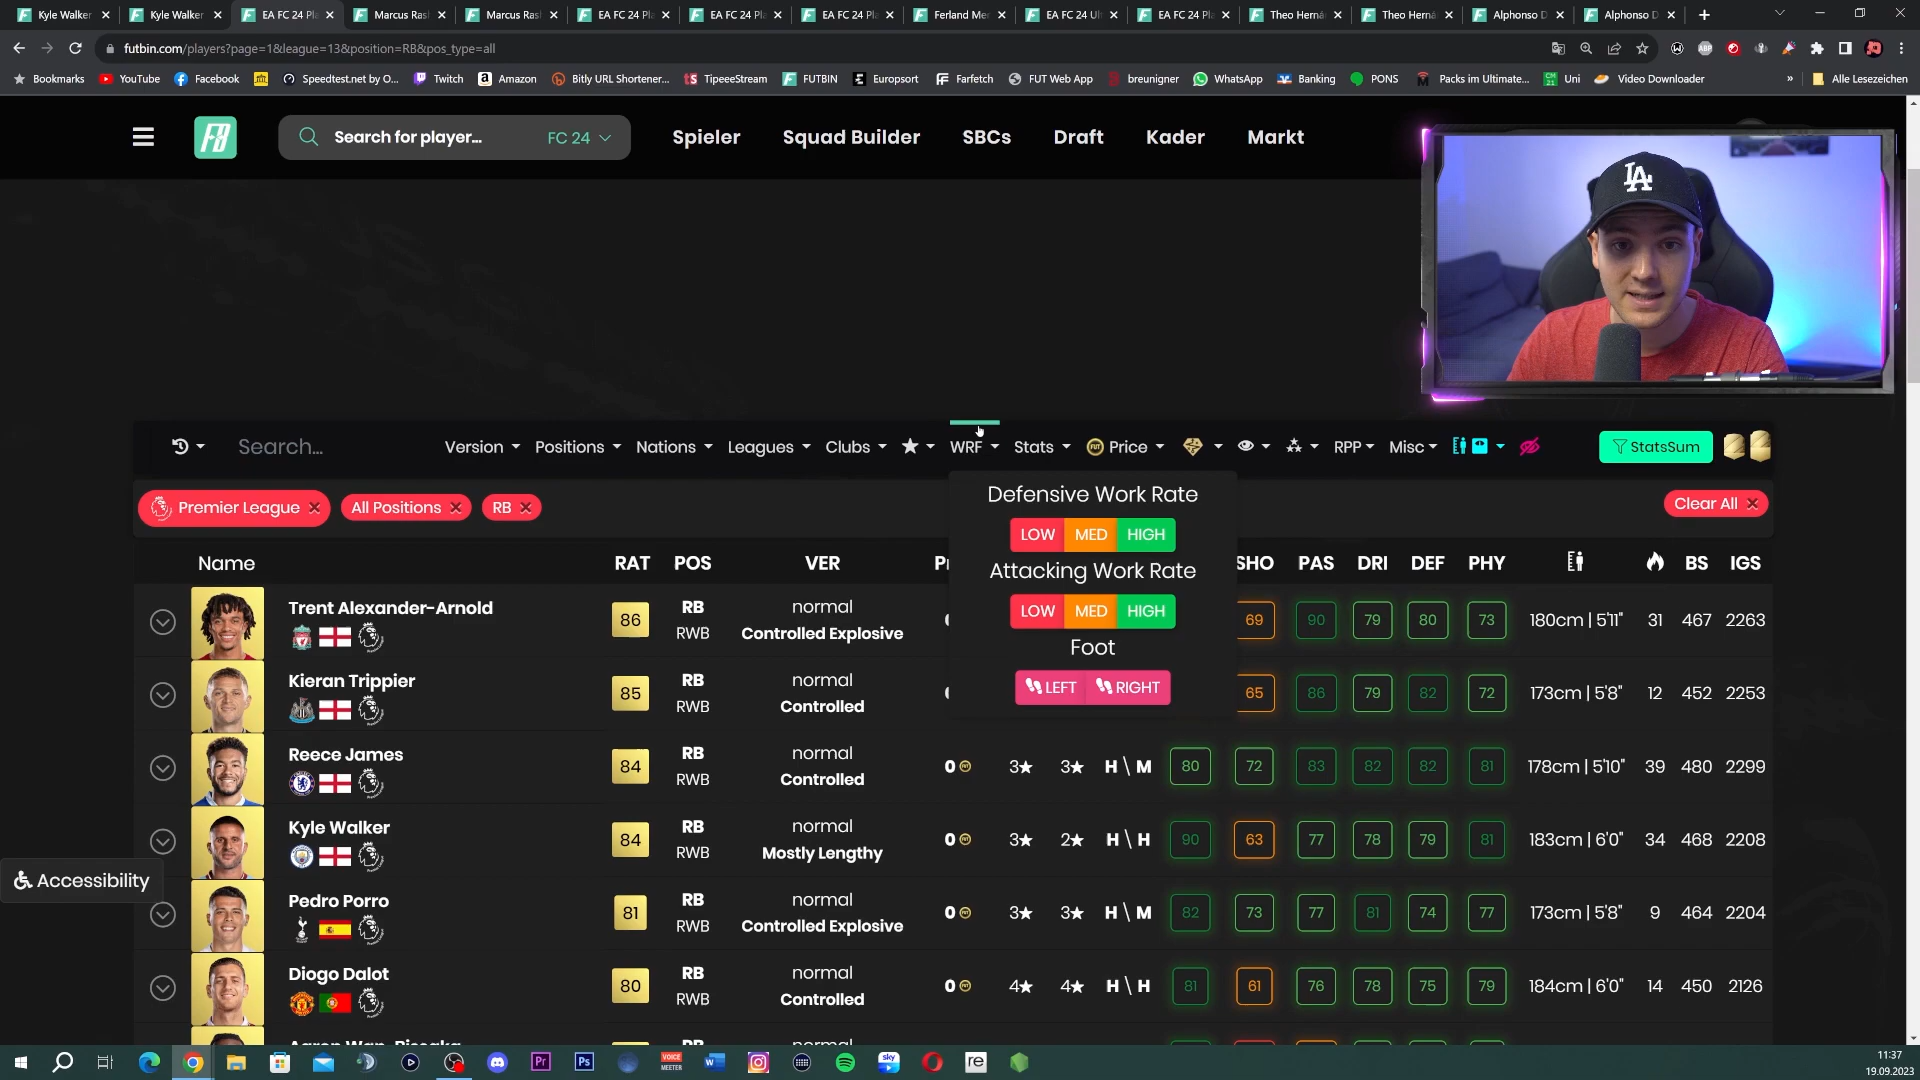 Kyle Walker
Kyle Walker
EA FC 24 Pla
Marcus Ras
Marcus Ras
EA FC 24 Pla
EA FC 24 Pla
EA FC 24 Pla
Ferland Me
EA FC 24 Ul
EA FC 24 Pla
Theo Herná
Theo Herná
Alphonso D
Alphonso D
futbin.com/players?page=1&league=13&position=RB&pos_type=all
Bookmarks
YouTube
Facebook
Speedtest.net by O...
Twitch
Amazon
Bitly URL Shortener...
TipeeeStream
FUTBIN
Europsort
Farfetch
FUT Web App
breunigner
WhatsApp
Banking
PONS
Packs im Ultimate...
Uni
Video Downloader
»
Alle Lesezeichen
FB
Search for player...
FC 24
Spieler
Squad Builder
SBCs
Draft
Kader
Markt
LA
Search...
Version
Positions
Nations
Leagues
Clubs
WRF
Stats
Price
RPP
Misc
StatsSum
Premier League ×
All Positions ×
RB ×
Clear All ×
Defensive Work Rate
LOW MED HIGH
Attacking Work Rate
LOW MED HIGH
Foot
LEFT RIGHT
Name RAT POS VER SHO PAS DRI DEF PHY BS IGS
Trent Alexander-Arnold 86 RB RWB normal Controlled Explosive 69 90 79 80 73 180cm | 5'11" 31 467 2263
Kieran Trippier 85 RB RWB normal Controlled 65 86 79 82 72 173cm | 5'8" 12 452 2253
Reece James 84 RB RWB normal Controlled 0 3★ 3★ H \ M 80 72 83 82 82 81 178cm | 5'10" 39 480 2299
Kyle Walker 84 RB RWB normal Mostly Lengthy 0 3★ 2★ H \ H 90 63 77 78 79 81 183cm | 6'0" 34 468 2208
Pedro Porro 81 RB RWB normal Controlled Explosive 0 3★ 3★ H \ M 82 73 77 81 74 77 173cm | 5'8" 9 464 2204
Diogo Dalot 80 RB RWB normal Controlled 0 4★ 4★ H \ H 81 61 76 78 75 79 184cm | 6'0" 14 450 2126
Accessibility
11:37
19.09.2023